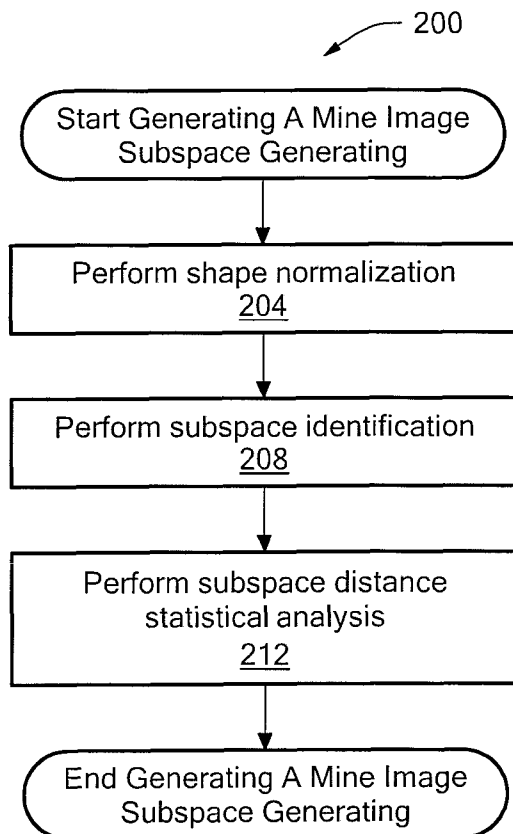 200
Start Generating A Mine Image
Subspace Generating
Perform shape normalization
204
Perform subspace identification
208
Perform subspace distance
statistical analysis
212
End Generating A Mine Image
Subspace Generating